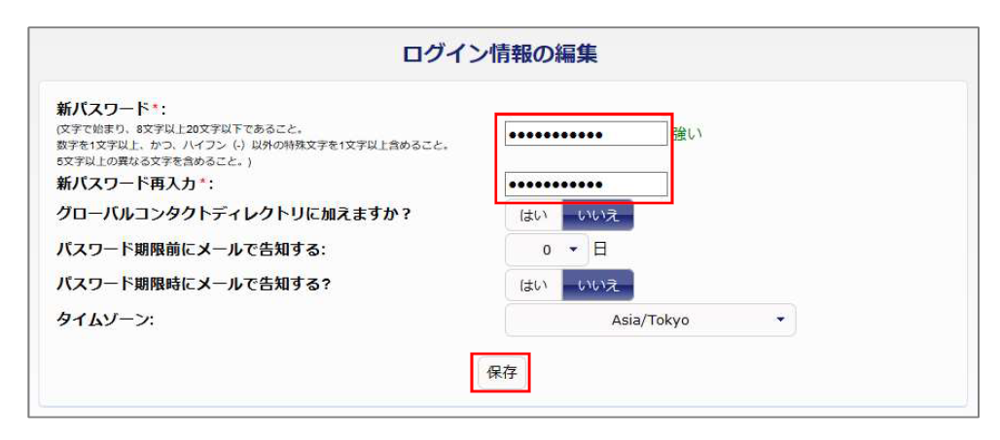 ログイン情報の編集
新パスワード*:
(文字で始まり、8文字以上20文字以下であること。
数字を1文字以上、かつ、ハイフン (-) 以外の特殊文字を1文字以上含めること。
5文字以上の異なる文字を含めること。)
●●●●●●●●●●● 強い
新パスワード再入力*: ●●●●●●●●●●●
グローバルコンタクトディレクトリに加えますか? はい いいえ
パスワード期限前にメールで告知する: 0 日
パスワード期限時にメールで告知する? はい いいえ
タイムゾーン: Asia/Tokyo
保存